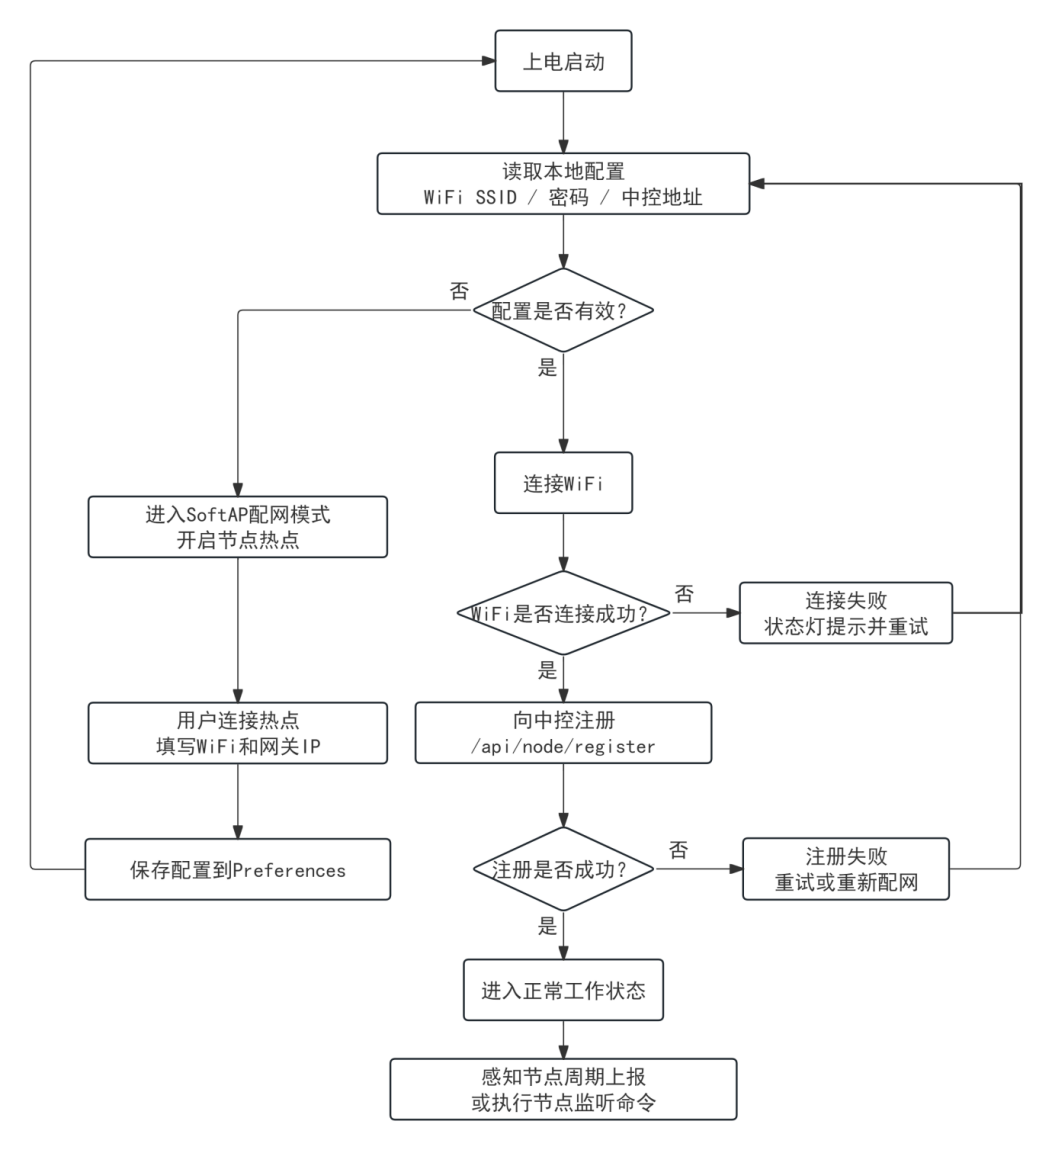 上电启动
读取本地配置
WiFi SSID / 密码 / 中控地址
否
配置是否有效？
是
连接WiFi
进入SoftAP配网模式
开启节点热点
否
WiFi是否连接成功？
连接失败
状态灯提示并重试
是
用户连接热点
填写WiFi和网关IP
向中控注册
/api/node/register
保存配置到Preferences
否
注册是否成功？
注册失败
重试或重新配网
是
进入正常工作状态
感知节点周期上报
或执行节点监听命令